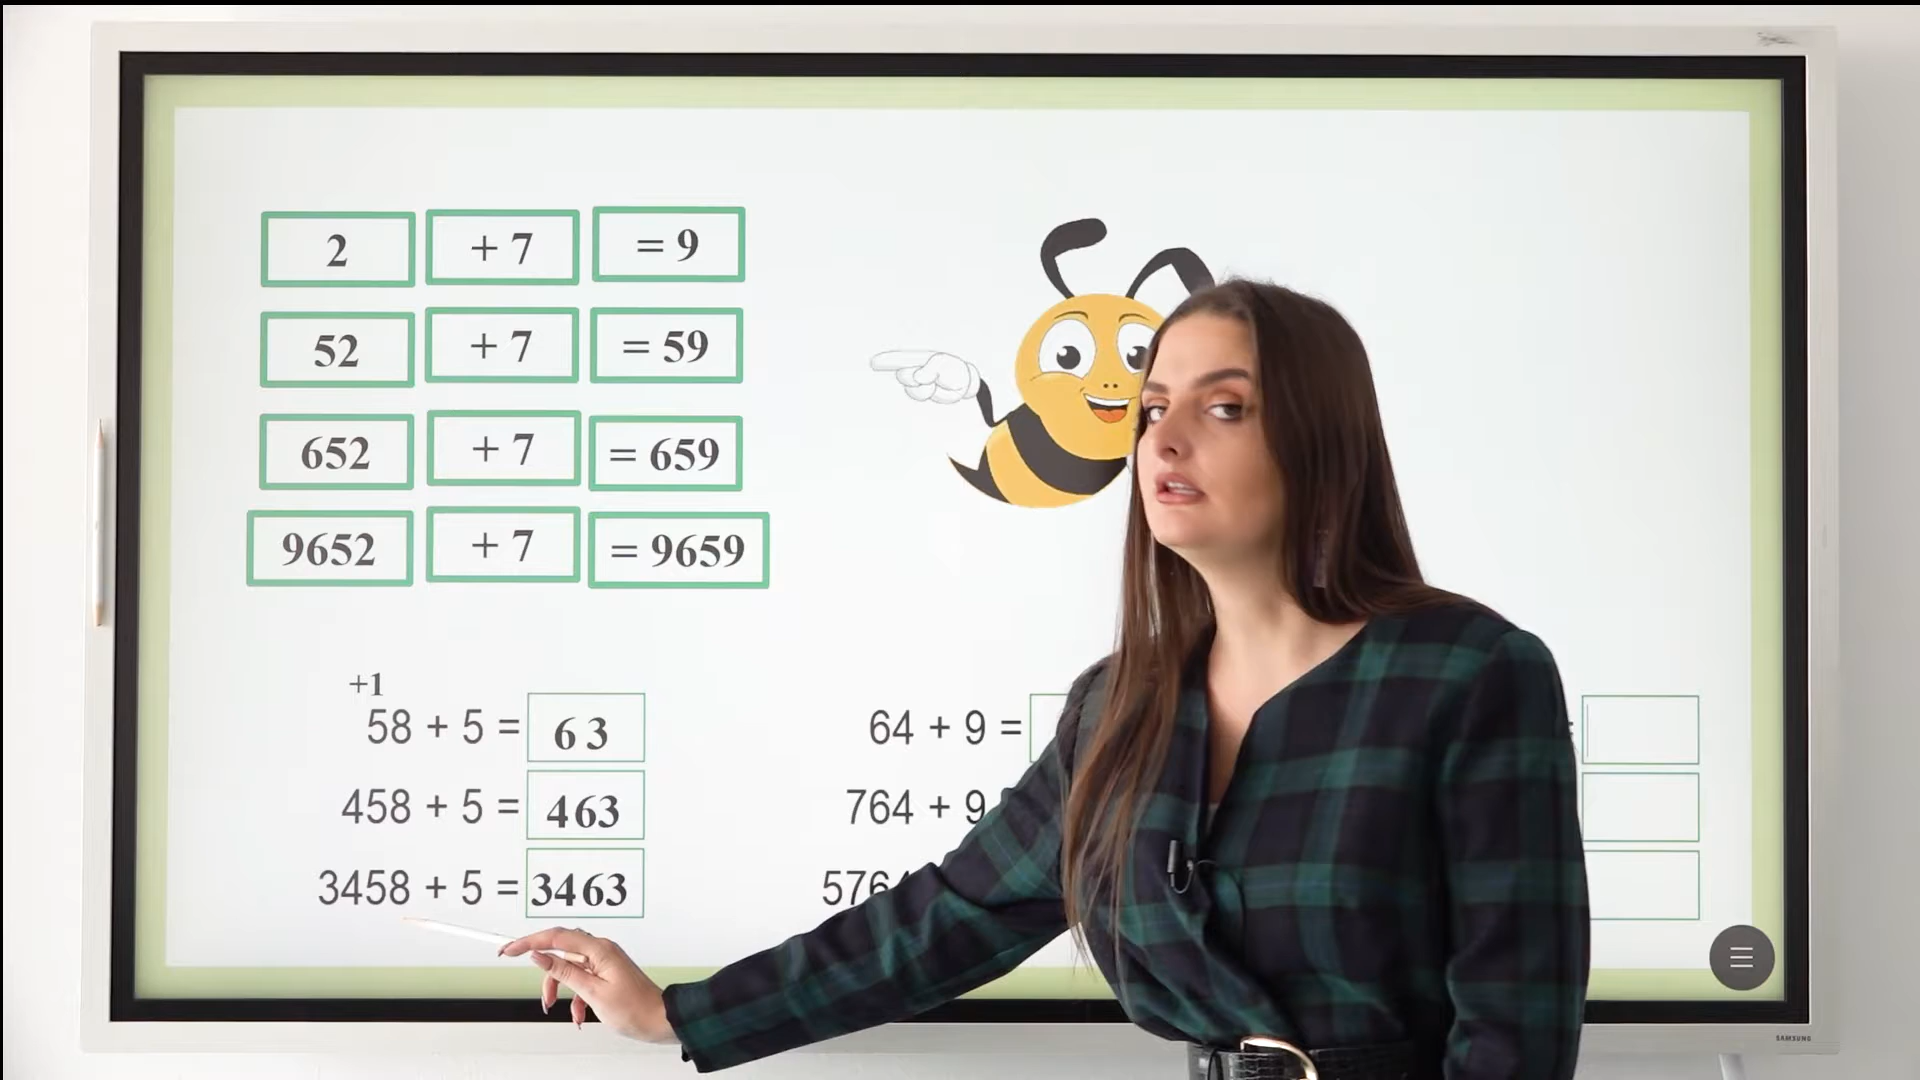 2 + 7 = 9
52 + 7 = 59
652 + 7 = 659
9652 + 7 = 9659
+1
58 + 5 = 63
458 + 5 = 463
3458 + 5 = 3463
64 + 9 =
764 + 9
576
SAMSUNG